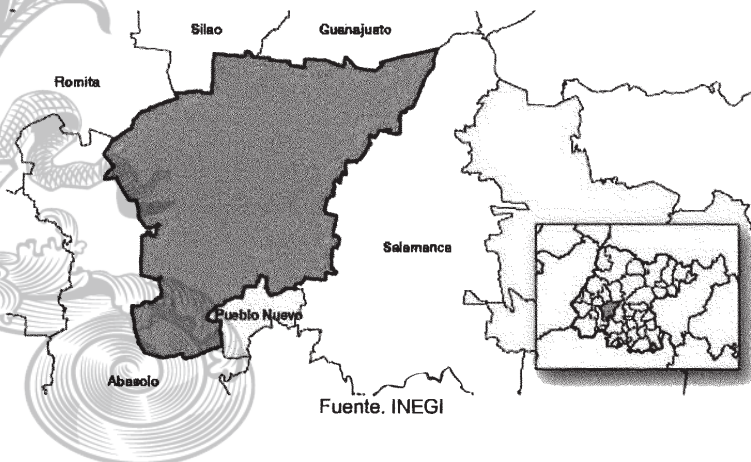 Silao
Guanajuato
Romita
Salamanca
Pueblo Nuevo
Abasolo
Fuente. INEGI